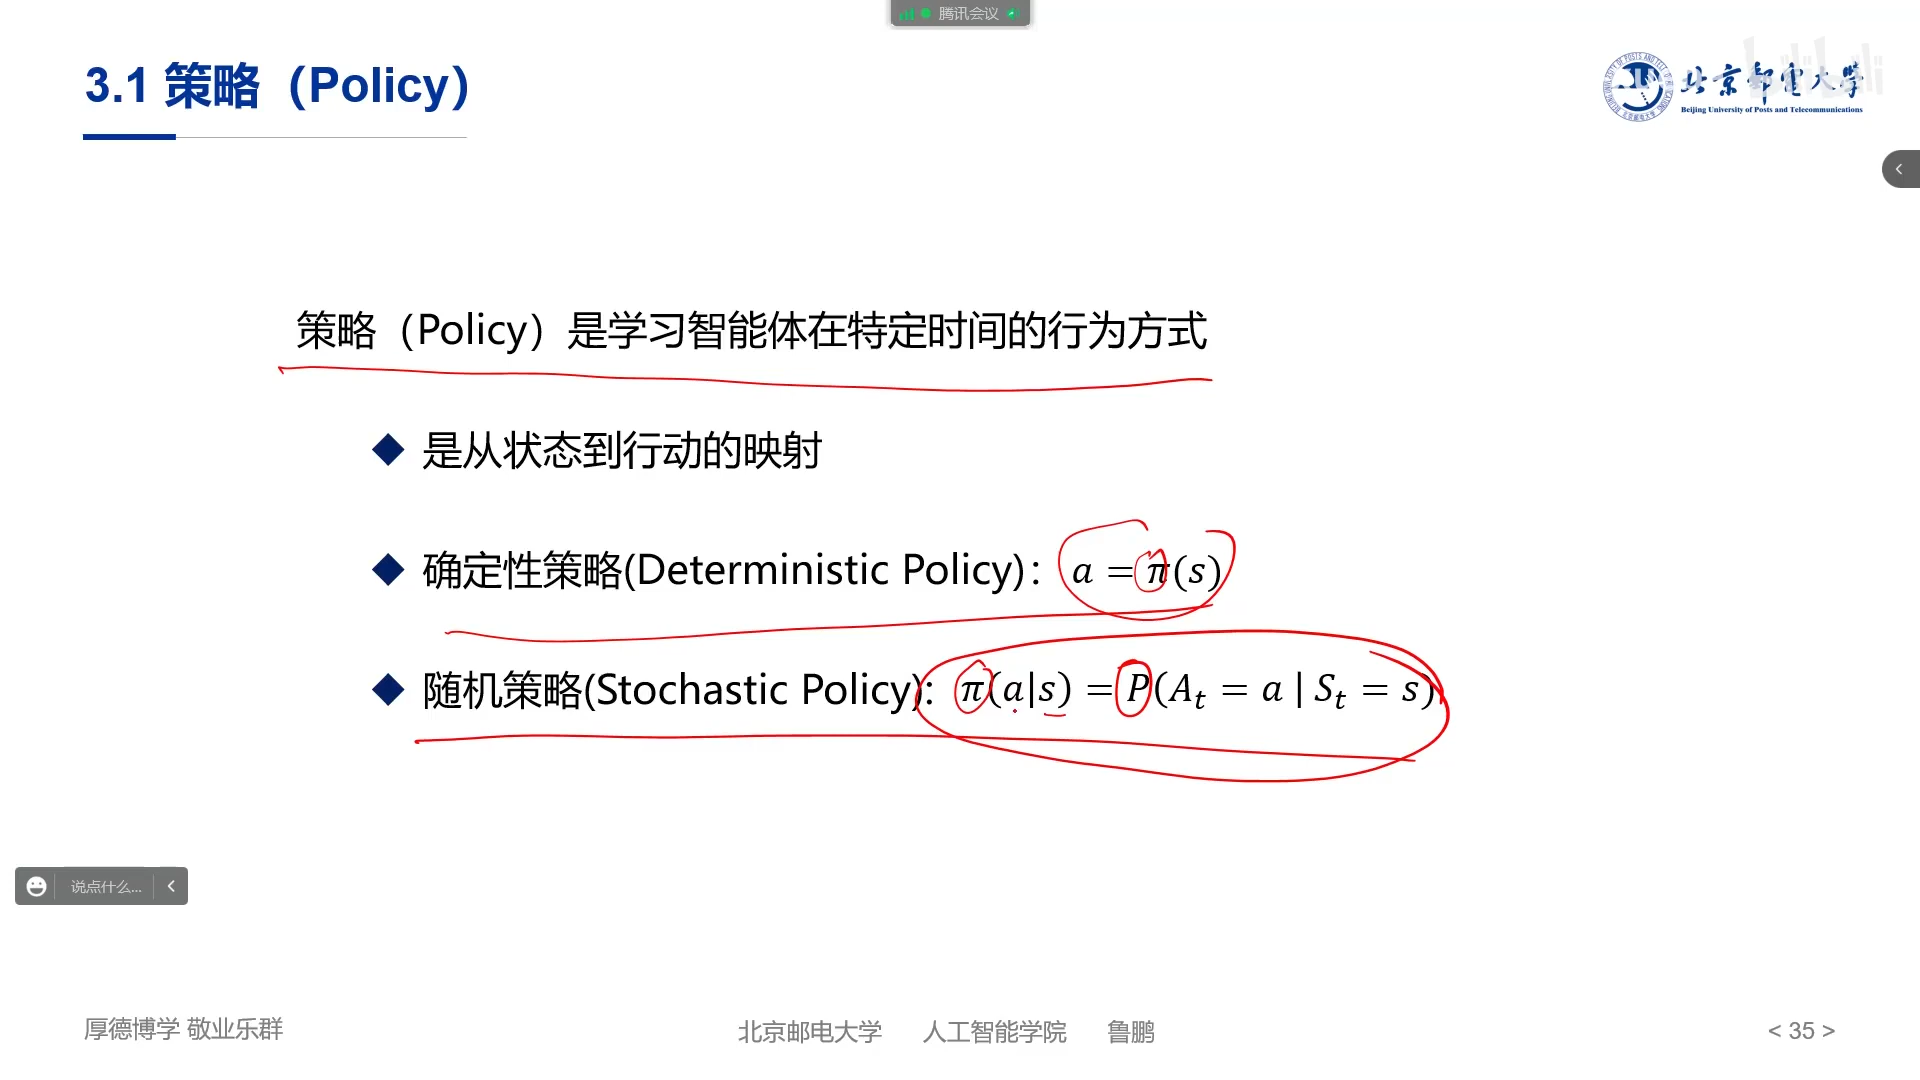 腾讯会议
3.1 策略（Policy）
北京邮电大学
Beijing University of Posts and Telecommunications
bilibili
策略（Policy）是学习智能体在特定时间的行为方式
◆ 是从状态到行动的映射
◆ 确定性策略(Deterministic Policy)：a = π(s)
◆ 随机策略(Stochastic Policy): π(a|s) = P(Aₜ = a | Sₜ = s)
说点什么...
厚德博学 敬业乐群
北京邮电大学 人工智能学院 鲁鹏
< 35 >